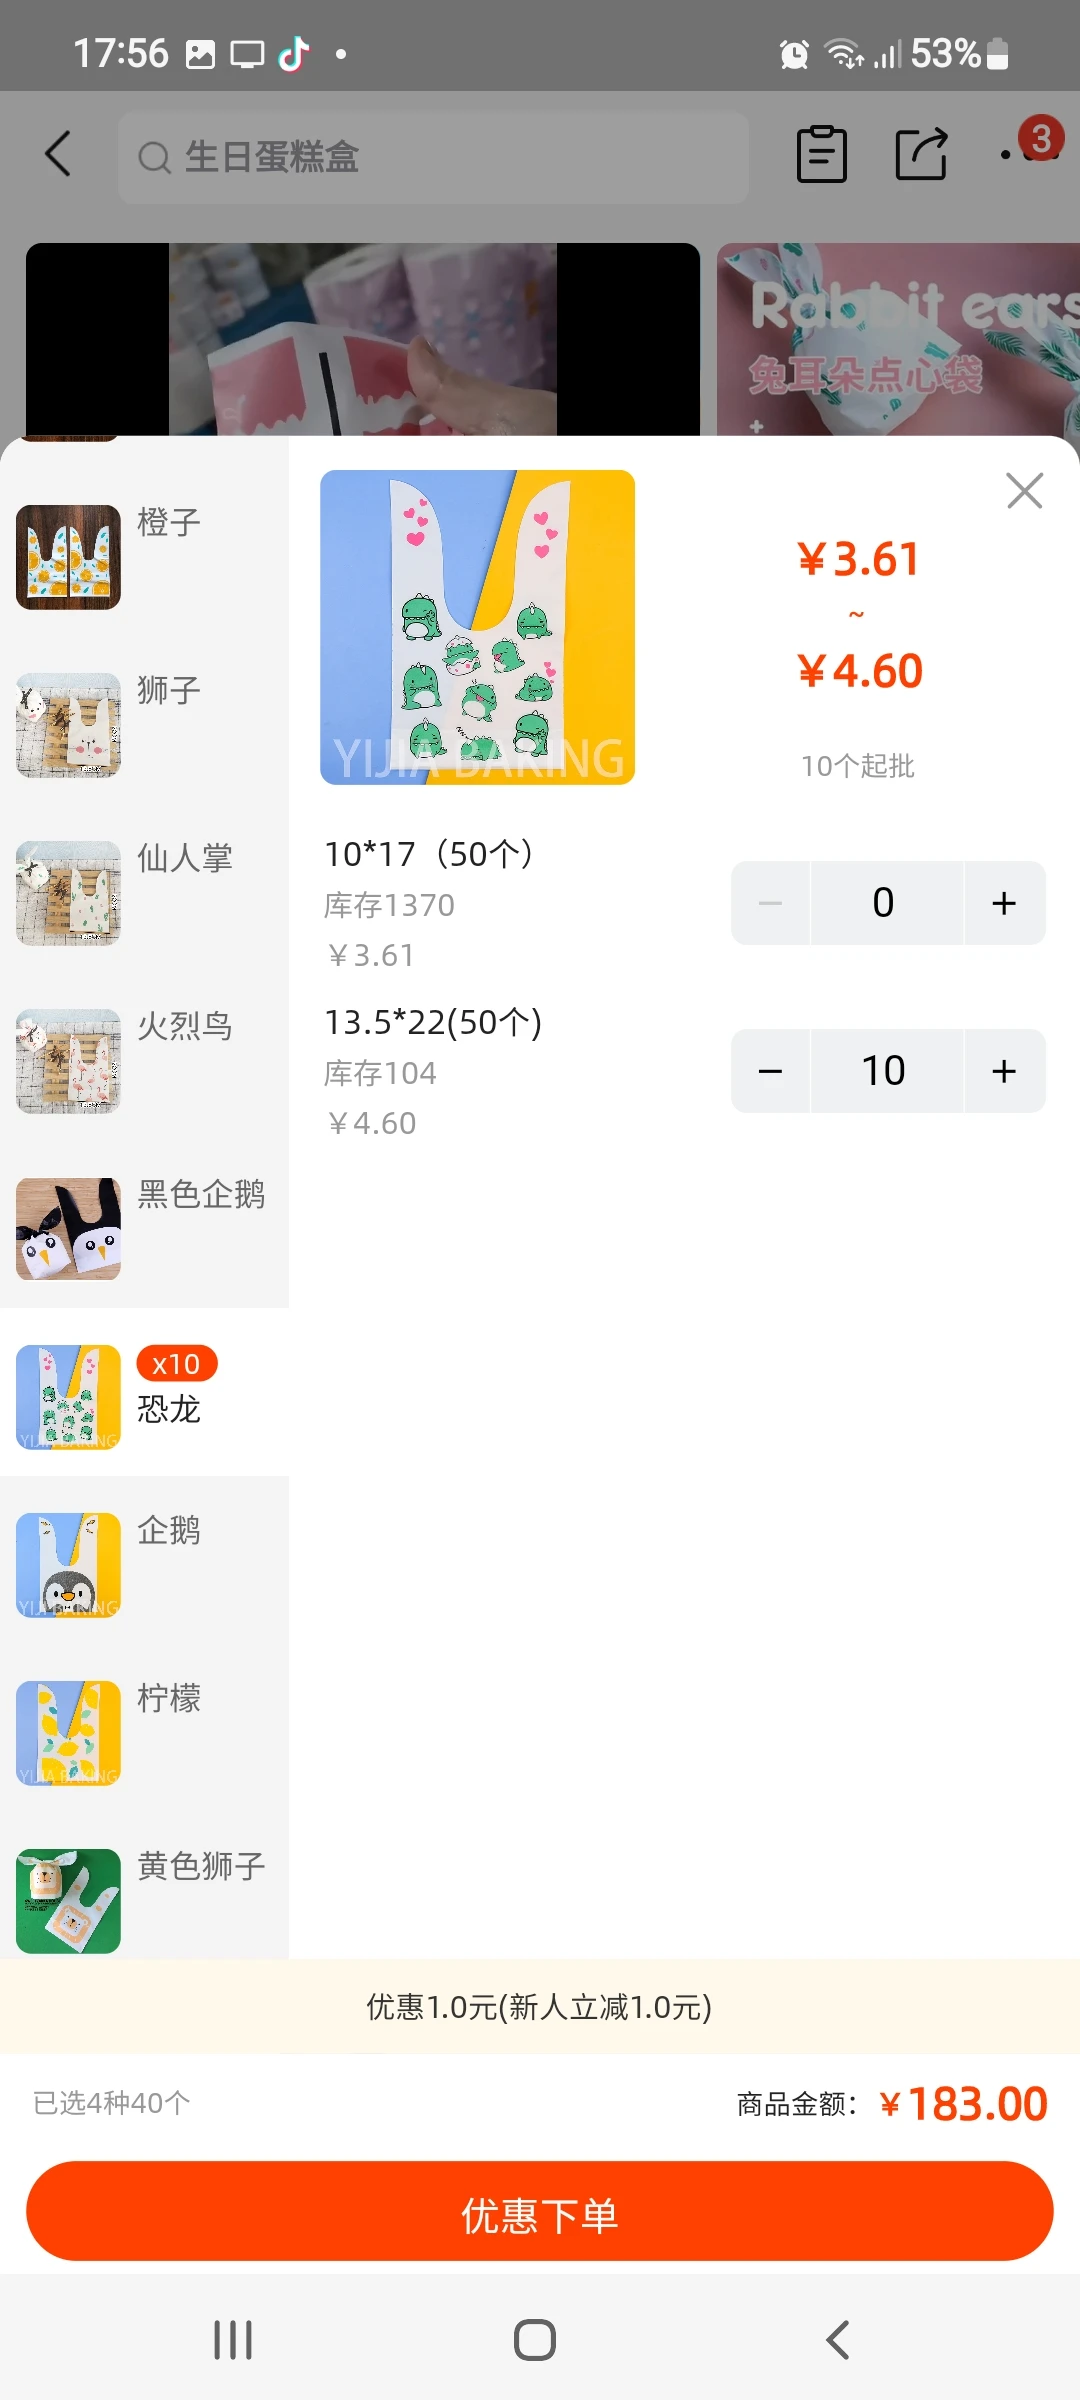 17:56
53%
生日蛋糕盒
3
Rabbit ears
兔耳朵点心袋
橙子
狮子
仙人掌
火烈鸟
黑色企鹅
x10
恐龙
企鹅
柠檬
黄色狮子
YIJIA BAKING
¥3.61
~
¥4.60
10个起批
10*17（50个）
库存1370
¥3.61
0
13.5*22(50个)
库存104
¥4.60
10
优惠1.0元(新人立减1.0元)
已选4种40个
商品金额：¥183.00
优惠下单